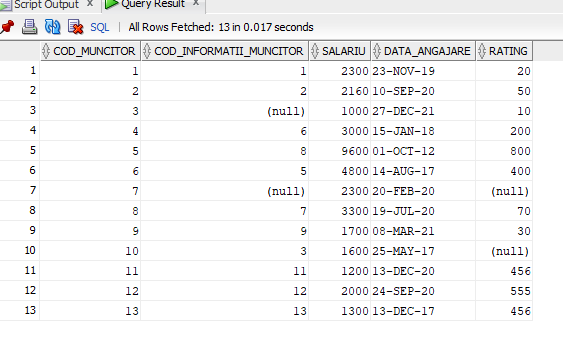 Script Output x Query Result x
SQL | All Rows Fetched: 13 in 0.017 seconds
COD_MUNCITOR COD_INFORMATII_MUNCITOR SALARIU DATA_ANGAJARE RATING
1 1 1 2300 23-NOV-19 20
2 2 2 2160 10-SEP-20 50
3 3 (null) 1000 27-DEC-21 10
4 4 6 3000 15-JAN-18 200
5 5 8 9600 01-OCT-12 800
6 6 5 4800 14-AUG-17 400
7 7 (null) 2300 20-FEB-20 (null)
8 8 7 3300 19-JUL-20 70
9 9 9 1700 08-MAR-21 30
10 10 3 1600 25-MAY-17 (null)
11 11 11 1200 13-DEC-20 456
12 12 12 2000 24-SEP-20 555
13 13 13 1300 13-DEC-17 456